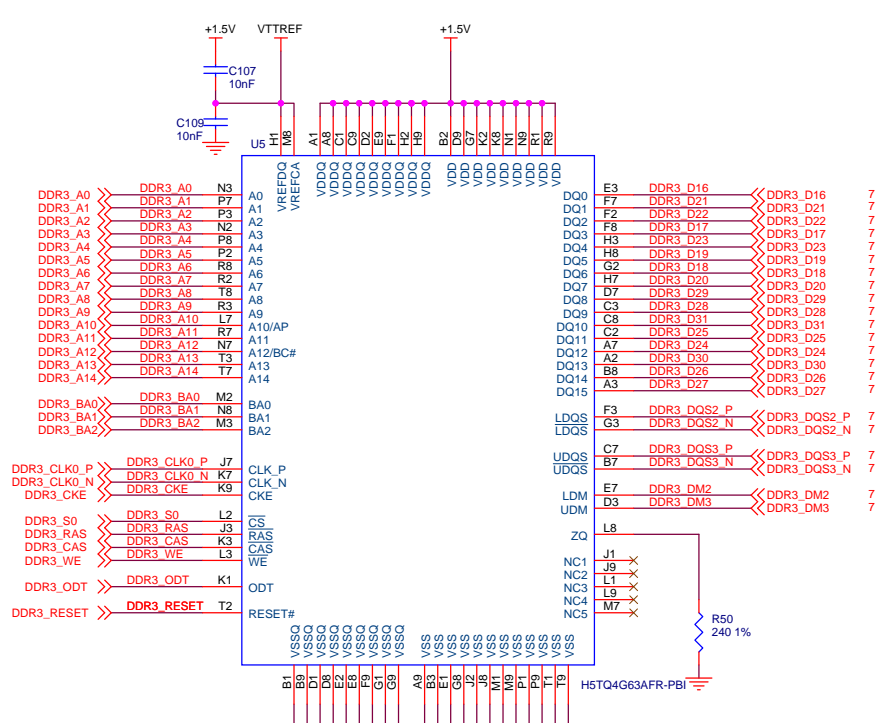 +1.5V VTTREF +1.5V
C107
10nF
C109
10nF
U5
H1 M8 A1 A8 C1 C9 D2 E9 F1 H2 H9 B2 D9 G7 K2 K8 N1 N9 R1 R9
VREFDQ VREFCA VDDQ VDDQ VDDQ VDDQ VDDQ VDDQ VDDQ VDDQ VDDQ VDD VDD VDD VDD VDD VDD VDD VDD VDD
DDR3_A0 DDR3_A0 N3 A0 DQ0 E3 DDR3_D16 DDR3_D16 7
DDR3_A1 DDR3_A1 P7 A1 DQ1 F7 DDR3_D21 DDR3_D21 7
DDR3_A2 DDR3_A2 P3 A2 DQ2 F2 DDR3_D22 DDR3_D22 7
DDR3_A3 DDR3_A3 N2 A3 DQ3 F8 DDR3_D17 DDR3_D17 7
DDR3_A4 DDR3_A4 P8 A4 DQ4 H3 DDR3_D23 DDR3_D23 7
DDR3_A5 DDR3_A5 P2 A5 DQ5 H8 DDR3_D19 DDR3_D19 7
DDR3_A6 DDR3_A6 R8 A6 DQ6 G2 DDR3_D18 DDR3_D18 7
DDR3_A7 DDR3_A7 R2 A7 DQ7 H7 DDR3_D20 DDR3_D20 7
DDR3_A8 DDR3_A8 T8 A8 DQ8 D7 DDR3_D29 DDR3_D29 7
DDR3_A9 DDR3_A9 R3 A9 DQ9 C3 DDR3_D28 DDR3_D28 7
DDR3_A10 DDR3_A10 L7 A10/AP DQ10 C8 DDR3_D31 DDR3_D31 7
DDR3_A11 DDR3_A11 R7 A11 DQ11 C2 DDR3_D25 DDR3_D25 7
DDR3_A12 DDR3_A12 N7 A12/BC# DQ12 A7 DDR3_D24 DDR3_D24 7
DDR3_A13 DDR3_A13 T3 A13 DQ13 A2 DDR3_D30 DDR3_D30 7
DDR3_A14 DDR3_A14 T7 A14 DQ14 B8 DDR3_D26 DDR3_D26 7
DQ15 A3 DDR3_D27 DDR3_D27 7
DDR3_BA0 DDR3_BA0 M2 BA0
DDR3_BA1 DDR3_BA1 N8 BA1 LDQS F3 DDR3_DQS2_P DDR3_DQS2_P 7
DDR3_BA2 DDR3_BA2 M3 BA2 LDQS G3 DDR3_DQS2_N DDR3_DQS2_N 7
UDQS C7 DDR3_DQS3_P DDR3_DQS3_P 7
DDR3_CLK0_P DDR3_CLK0_P J7 CLK_P UDQS B7 DDR3_DQS3_N DDR3_DQS3_N 7
DDR3_CLK0_N DDR3_CLK0_N K7 CLK_N
DDR3_CKE DDR3_CKE K9 CKE LDM E7 DDR3_DM2 DDR3_DM2 7
UDM D3 DDR3_DM3 DDR3_DM3 7
DDR3_S0 DDR3_S0 L2 CS
DDR3_RAS DDR3_RAS J3 RAS ZQ L8
DDR3_CAS DDR3_CAS K3 CAS
DDR3_WE DDR3_WE L3 WE NC1 J1
NC2 J9
DDR3_ODT DDR3_ODT K1 ODT NC3 L1
NC4 L9
DDR3_RESET DDR3_RESET T2 RESET# NC5 M7
R50
240 1%
VSSQ VSSQ VSSQ VSSQ VSSQ VSSQ VSSQ VSSQ VSSQ VSS VSS VSS VSS VSS VSS VSS VSS VSS VSS VSS VSS
B1 B9 D1 D8 E2 E8 F9 G1 G9 A9 B3 E1 G8 J2 J8 M1 M9 P1 P9 T1 T9
H5TQ4G63AFR-PBI